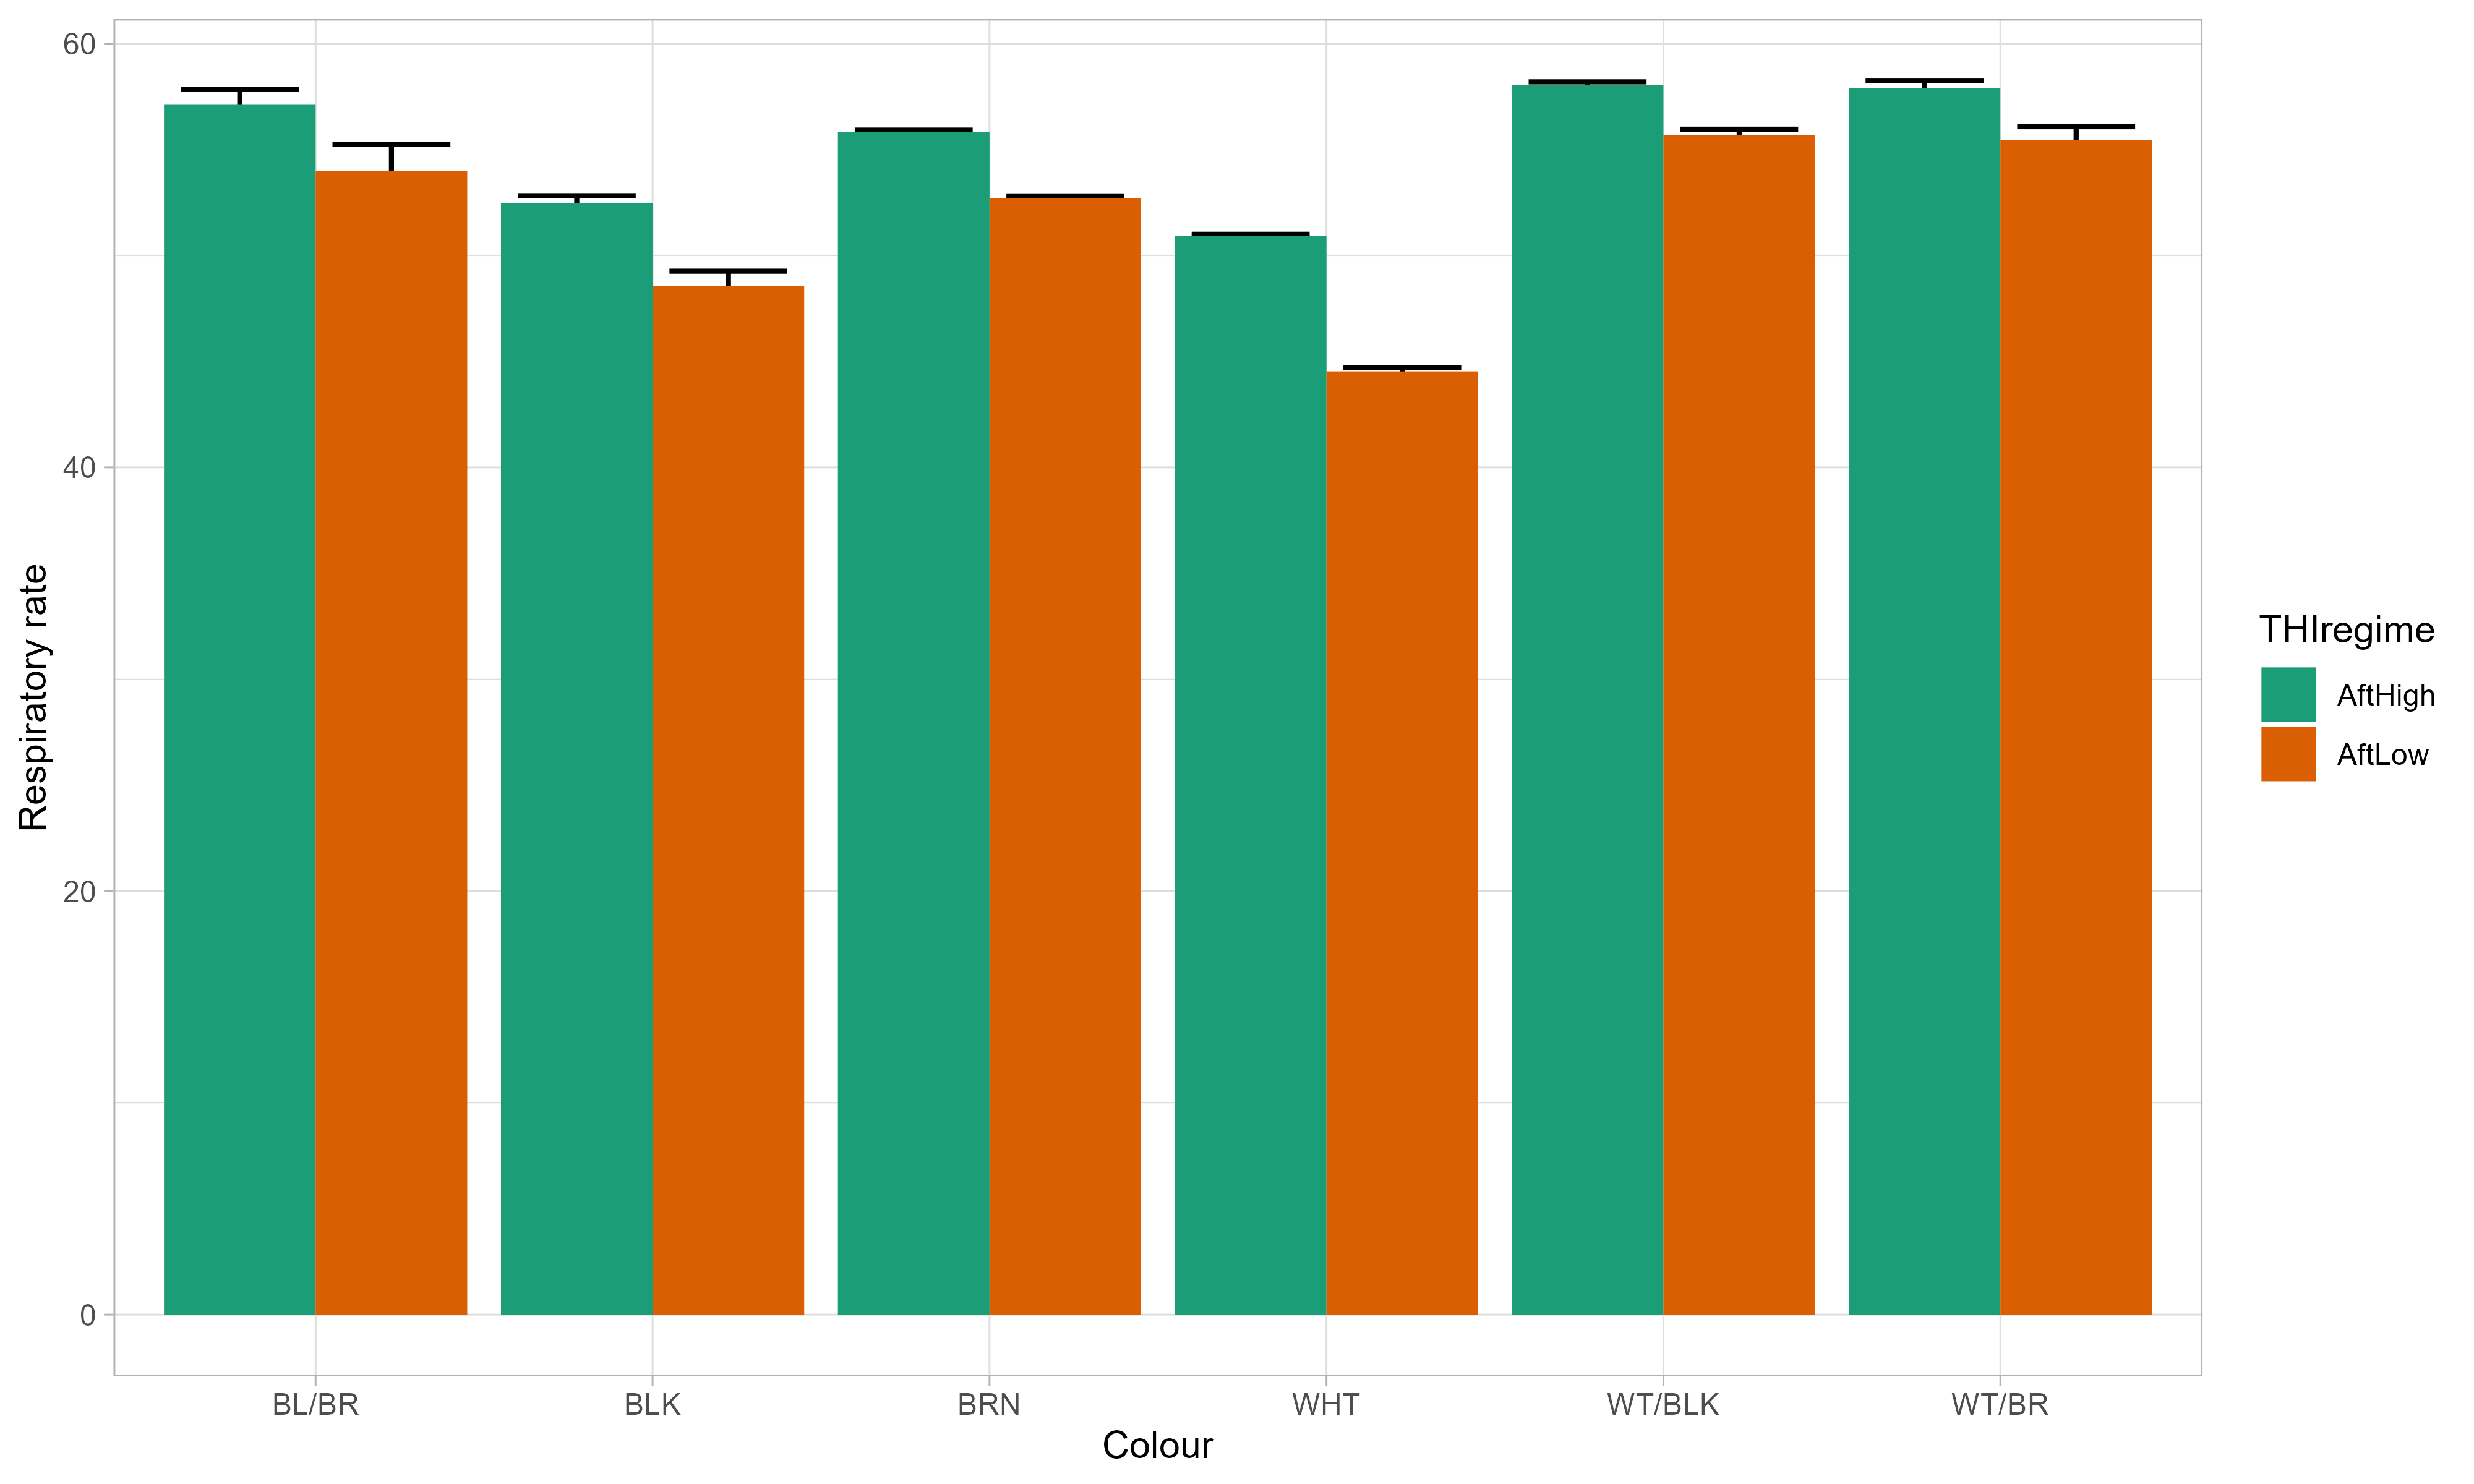 60
40
20
0
Respiratory rate
BL/BR BLK BRN WHT WT/BLK WT/BR
Colour
THIregime
AftHigh
AftLow